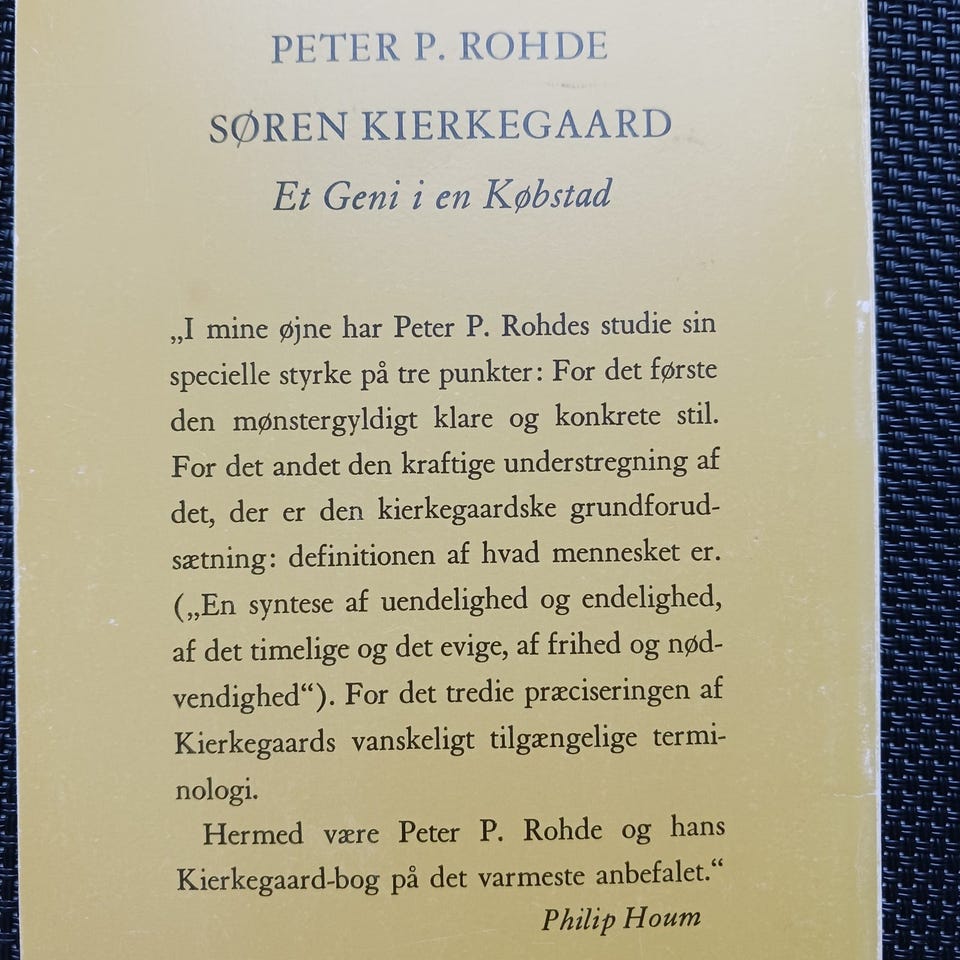 PETER P. ROHDE
SØREN KIERKEGAARD
Et Geni i en Købstad
„I mine øjne har Peter P. Rohdes studie sin
specielle styrke på tre punkter: For det første
den mønstergyldigt klare og konkrete stil.
For det andet den kraftige understregning af
det, der er den kierkegaardske grundforud-
sætning: definitionen af hvad mennesket er.
(„En syntese af uendelighed og endelighed,
af det timelige og det evige, af frihed og nød-
vendighed“). For det tredie præciseringen af
Kierkegaards vanskeligt tilgængelige termi-
nologi.
Hermed være Peter P. Rohde og hans
Kierkegaard-bog på det varmeste anbefalet.“
Philip Houm